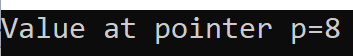 Value at pointer p=8